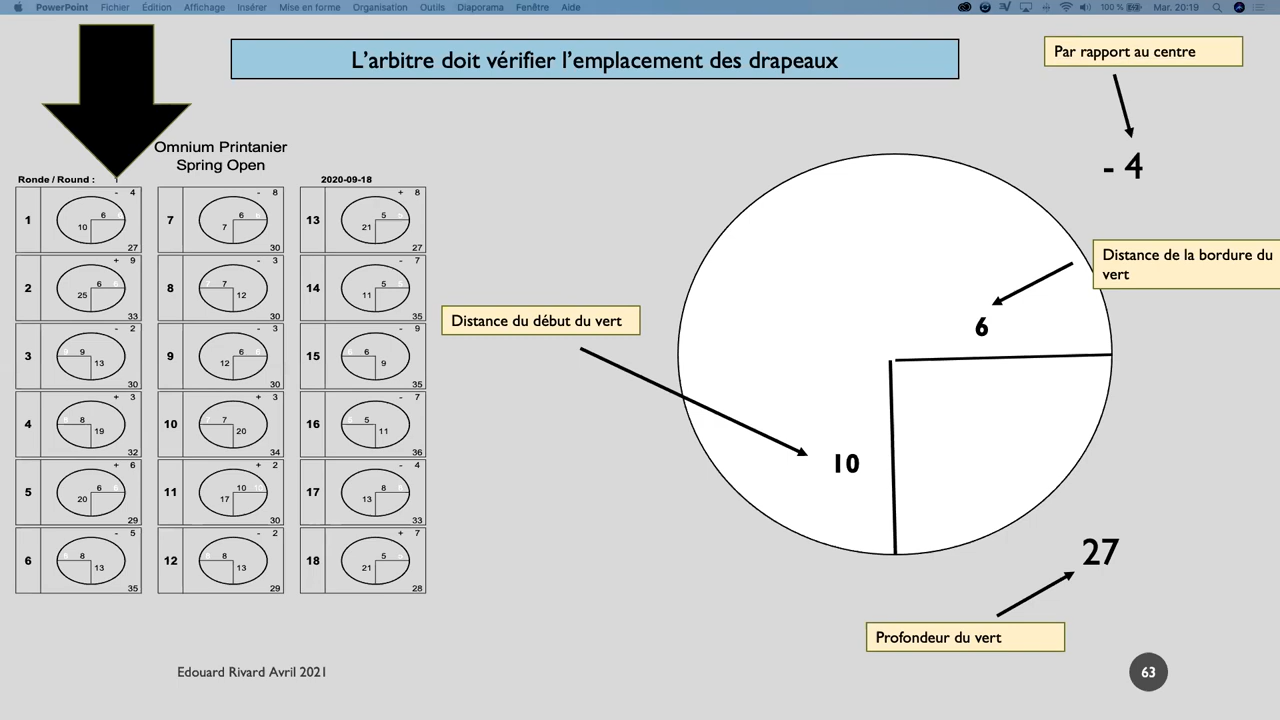 PowerPoint Fichier Édition Affichage Insérer Mise en forme Organisation Outils Diaporama Fenêtre Aide 100 % Mar. 20:19
L'arbitre doit vérifier l'emplacement des drapeaux
Par rapport au centre
- 4
Omnium Printanier
Spring Open
Ronde / Round :
2020-09-18
1 - 4 6 10 27
7 - 8 6 7 30
13 + 8 5 21 27
2 + 9 6 25 33
8 - 3 7 12 30
14 - 7 5 11 35
3 - 2 9 13 30
9 - 3 6 12 30
15 - 9 6 9 35
4 + 3 8 19 32
10 + 3 7 20 34
16 - 7 5 11 36
5 + 6 6 20 29
11 + 2 10 17 30
17 - 4 8 13 33
6 - 5 8 13 35
12 - 2 8 13 29
18 + 7 5 21 28
Distance de la bordure du
vert
6
Distance du début du vert
10
27
Profondeur du vert
Edouard Rivard Avril 2021
63